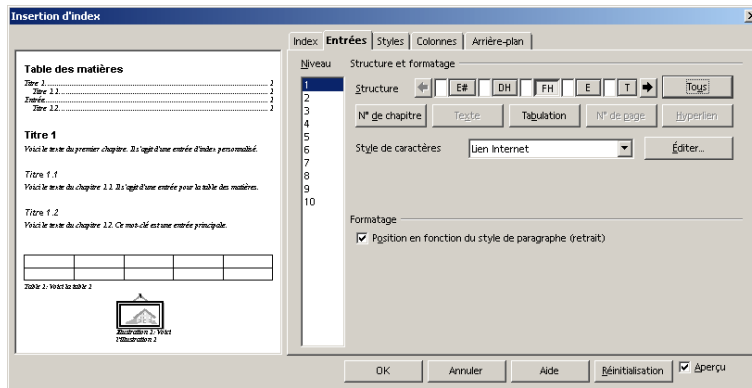 Insertion d'index
Index Entrées Styles Colonnes Arrière-plan
Table des matières
Titre 1 1
Titre 1.1 1
Entrée 1
Titre 1.2 1
Titre 1
Voici le texte du premier chapitre. Il s'agit d'une entrée d'index personnalisé.
Titre 1.1
Voici le texte du chapitre 1.1. Il s'agit d'une entrée pour la table des matières.
Titre 1.2
Voici le texte du chapitre 1.2. Ce mot-clé est une entrée principale.
Table 1: Voici la table 1
Illustration 1: Voici
l'illustration 1
Niveau
1
2
3
4
5
6
7
8
9
10
Structure et formatage
Structure E# DH FH E T Tous
N° de chapitre Texte Tabulation N° de page Hyperlien
Style de caractères Lien Internet Éditer...
Formatage
Position en fonction du style de paragraphe (retrait)
OK Annuler Aide Réinitialisation Aperçu